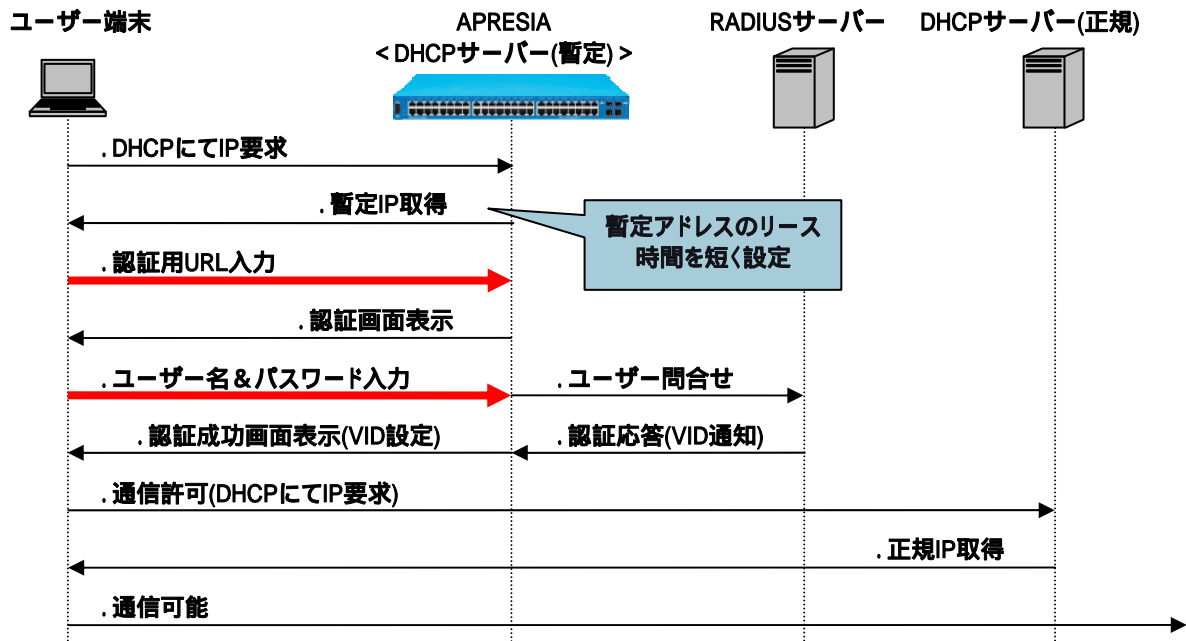 ユーザー端末
APRESIA
<DHCPサーバー(暫定)>
RADIUSサーバー
DHCPサーバー(正規)
.DHCPにてIP要求
.暫定IP取得
暫定アドレスのリース
時間を短く設定
.認証用URL入力
.認証画面表示
.ユーザー名&パスワード入力
.ユーザー問合せ
.認証成功画面表示(VID設定)
.認証応答(VID通知)
.通信許可(DHCPにてIP要求)
.正規IP取得
.通信可能